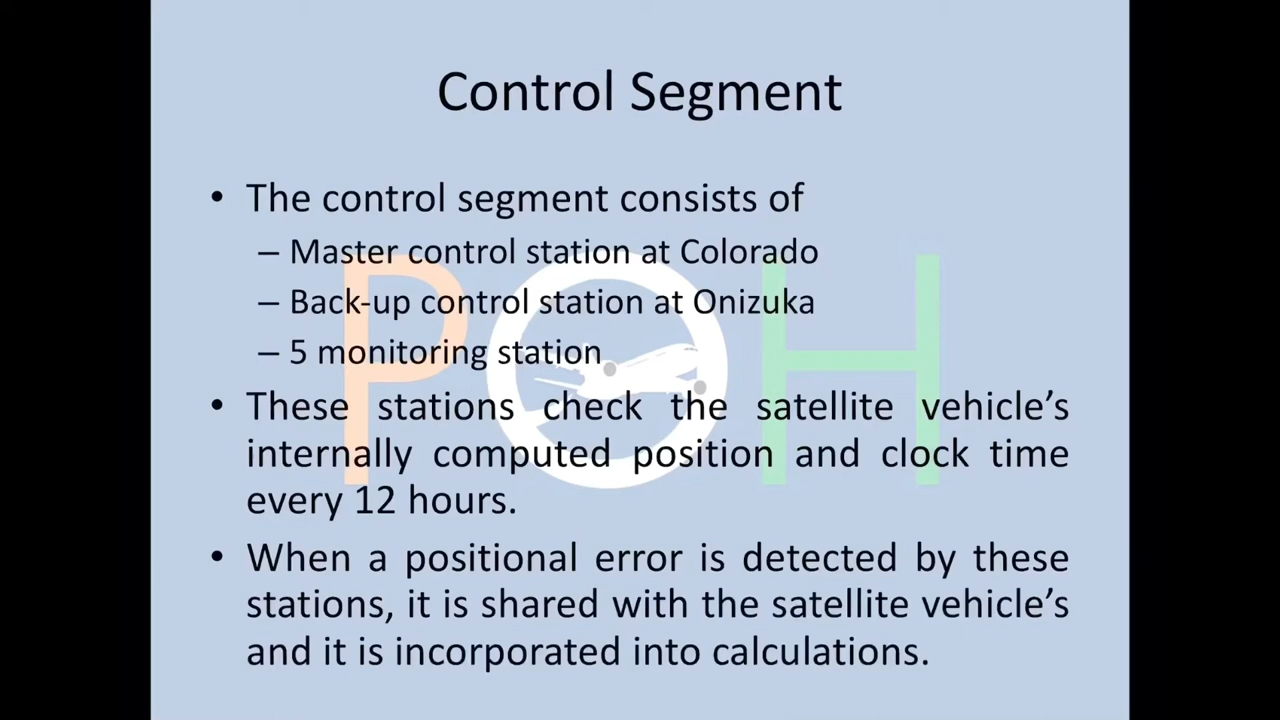 Control Segment
• The control segment consists of
– Master control station at Colorado
– Back-up control station at Onizuka
– 5 monitoring station
• These stations check the satellite vehicle’s
internally computed position and clock time
every 12 hours.
• When a positional error is detected by these
stations, it is shared with the satellite vehicle’s
and it is incorporated into calculations.
POH